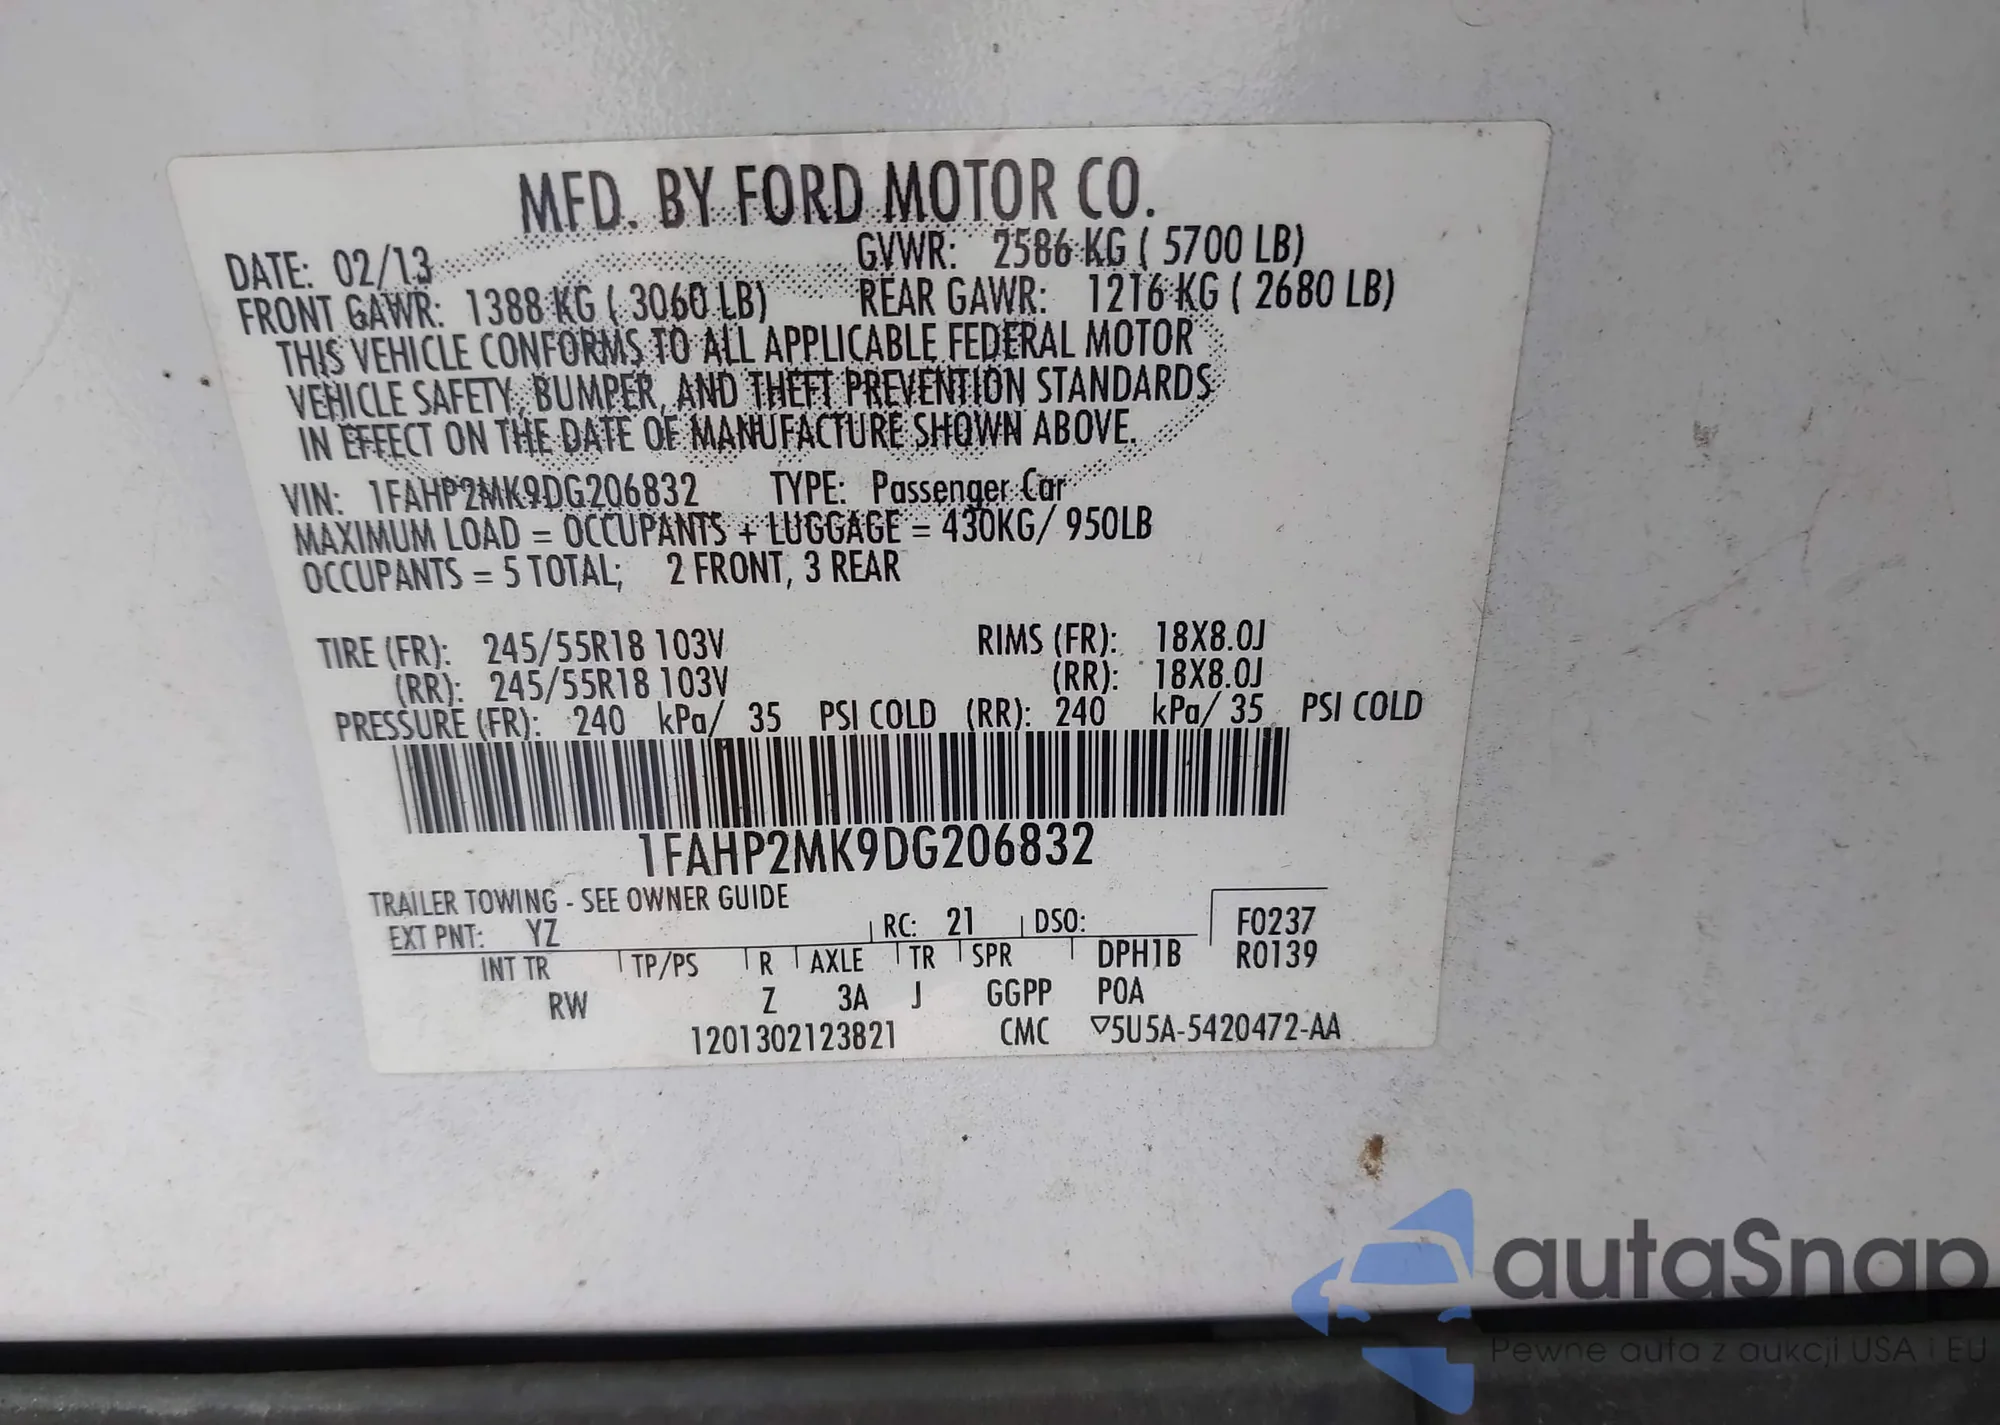 MFD. BY FORD MOTOR CO.
DATE: 02/13 GVWR: 2586 KG ( 5700 LB)
FRONT GAWR: 1388 KG ( 3060 LB) REAR GAWR: 1216 KG ( 2680 LB)
THIS VEHICLE CONFORMS TO ALL APPLICABLE FEDERAL MOTOR
VEHICLE SAFETY, BUMPER, AND THEFT PREVENTION STANDARDS
IN EFFECT ON THE DATE OF MANUFACTURE SHOWN ABOVE.
VIN: 1FAHP2MK9DG206832 TYPE: Passenger Car
MAXIMUM LOAD = OCCUPANTS + LUGGAGE = 430KG/ 950LB
OCCUPANTS = 5 TOTAL; 2 FRONT, 3 REAR
TIRE (FR): 245/55R18 103V RIMS (FR): 18X8.0J
(RR): 245/55R18 103V (RR): 18X8.0J
PRESSURE (FR): 240 kPa/ 35 PSI COLD (RR): 240 kPa/ 35 PSI COLD
1FAHP2MK9DG206832
TRAILER TOWING - SEE OWNER GUIDE
EXT PNT: YZ RC: 21 DSO: F0237
INT TR TP/PS R AXLE TR SPR DPH1B R0139
RW Z 3A J GGPP POA
1201302123821 CMC ▽5U5A-5420472-AA
autaSnap
Pewne auta z aukcji USA i EU